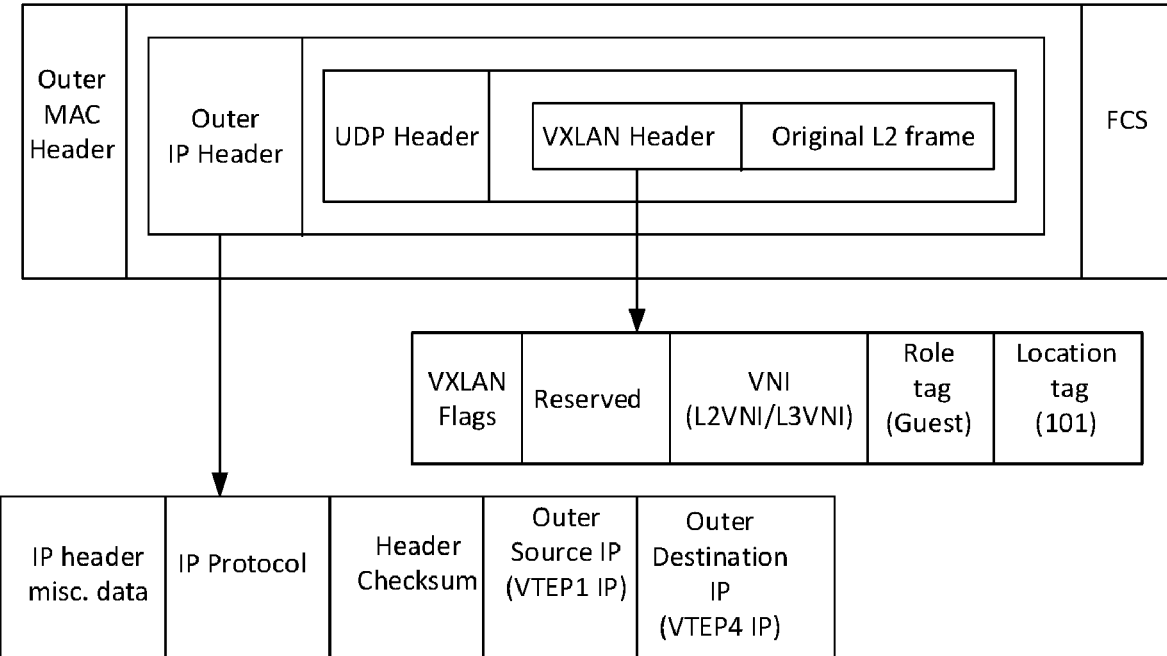 Outer
MAC
Header
Outer
IP Header
UDP Header
VXLAN Header
Original L2 frame
FCS
VXLAN
Flags
Reserved
VNI
(L2VNI/L3VNI)
Role
tag
(Guest)
Location
tag
(101)
IP header
misc. data
IP Protocol
Header
Checksum
Outer
Source IP
(VTEP1 IP)
Outer
Destination
IP
(VTEP4 IP)